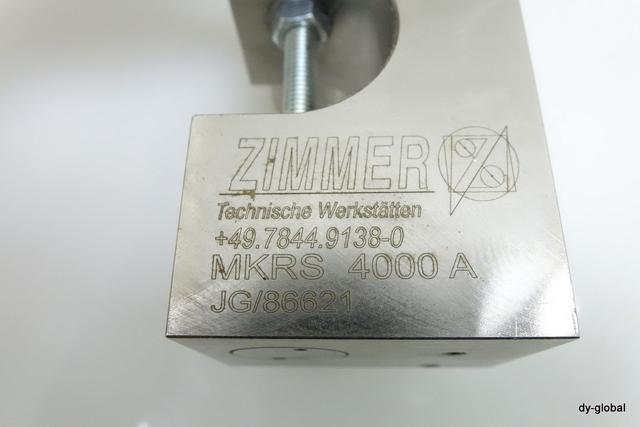 ZIMMER Z
Technische Werkstätten
+49.7844.9138-0
MKRS 4000 A
JG/86621
dy-global